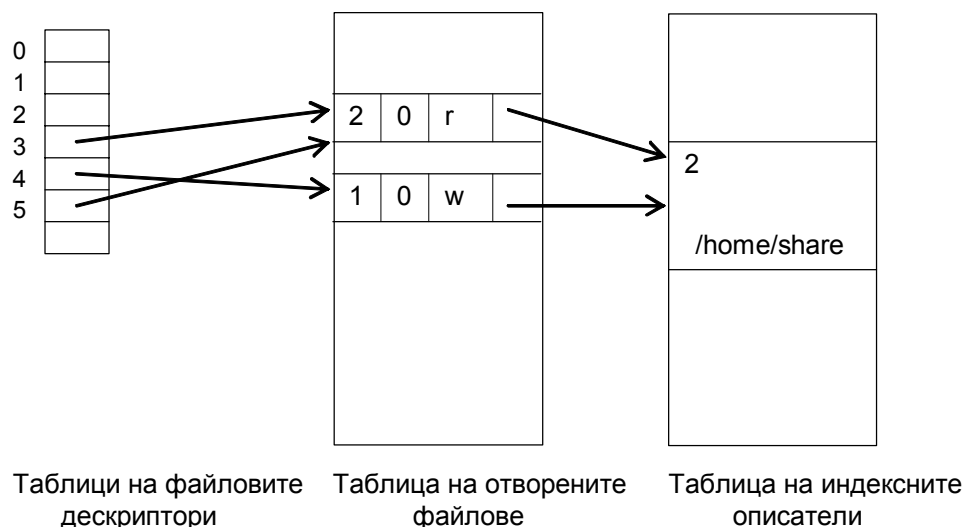 0
1
2
3
4
5
2 0 r
1 0 w
2
/home/share
Таблици на файловите
дескриптори
Таблица на отворените
файлове
Таблица на индексните
описатели